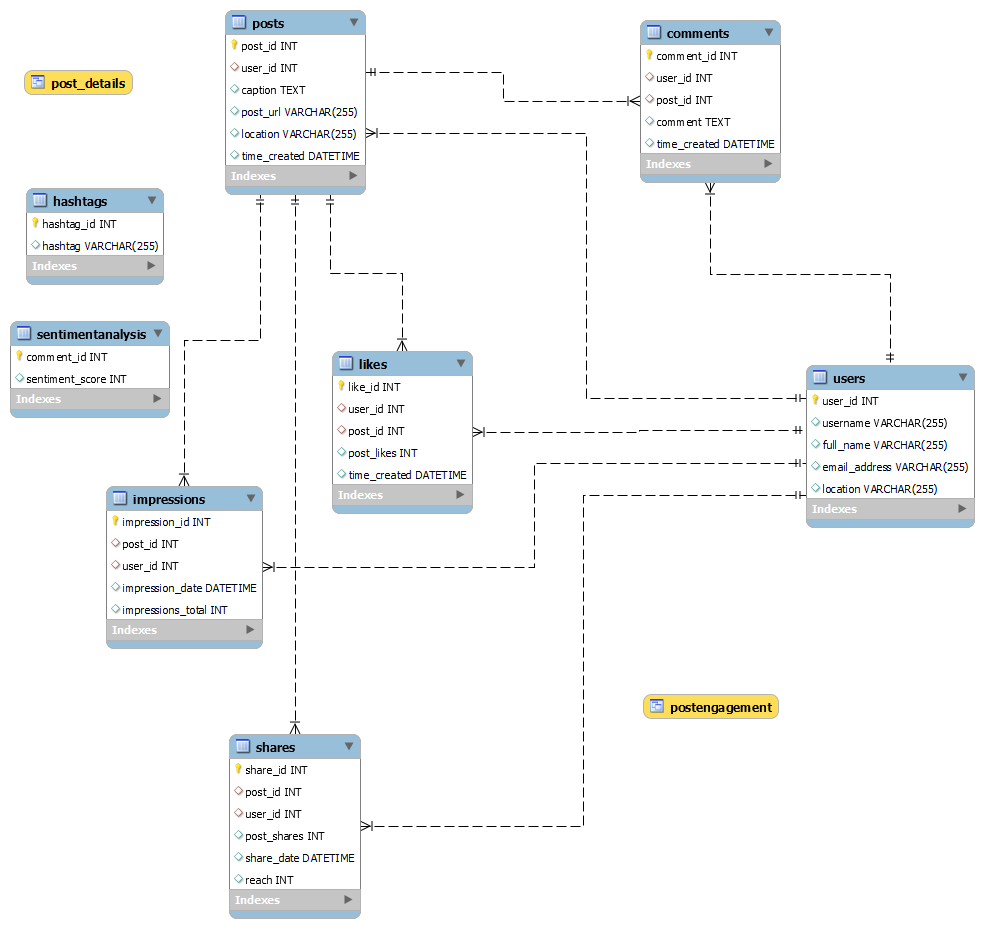 posts
post_id INT
user_id INT
caption TEXT
post_url VARCHAR(255)
location VARCHAR(255)
time_created DATETIME
Indexes
comments
comment_id INT
user_id INT
post_id INT
comment TEXT
time_created DATETIME
Indexes
post_details
hashtags
hashtag_id INT
hashtag VARCHAR(255)
Indexes
sentimentanalysis
comment_id INT
sentiment_score INT
Indexes
likes
like_id INT
user_id INT
post_id INT
post_likes INT
time_created DATETIME
Indexes
users
user_id INT
username VARCHAR(255)
full_name VARCHAR(255)
email_address VARCHAR(255)
location VARCHAR(255)
Indexes
impressions
impression_id INT
post_id INT
user_id INT
impression_date DATETIME
impressions_total INT
Indexes
postengagement
shares
share_id INT
post_id INT
user_id INT
post_shares INT
share_date DATETIME
reach INT
Indexes